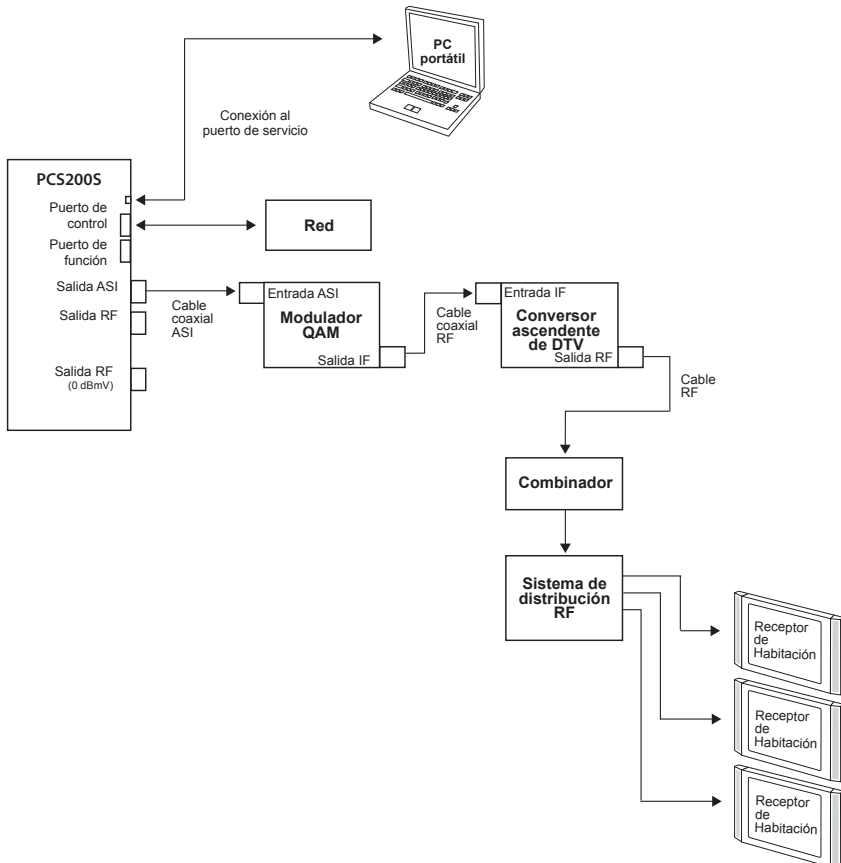 PC
portátil
Conexión al
puerto de servicio
PCS200S
Puerto de
control
Puerto de
función
Salida ASI
Salida RF
Salida RF
(0 dBmV)
Red
Cable
coaxial
ASI
Entrada ASI
Modulador
QAM
Salida IF
Cable
coaxial
RF
Entrada IF
Conversor
ascendente
de DTV
Salida RF
Cable
RF
Combinador
Sistema de
distribución
RF
Receptor
de
Habitación
Receptor
de
Habitación
Receptor
de
Habitación